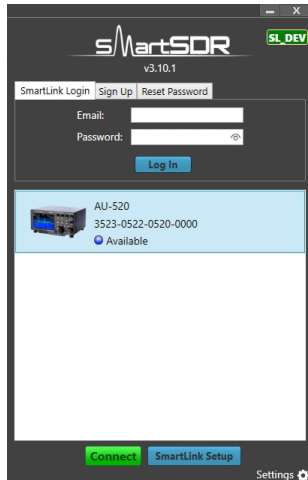 SL_DEV
smartSDR
v3.10.1
SmartLink Login Sign Up Reset Password
Email:
Password:
Log In
AU-520
3523-0522-0520-0000
Available
Connect SmartLink Setup
Settings